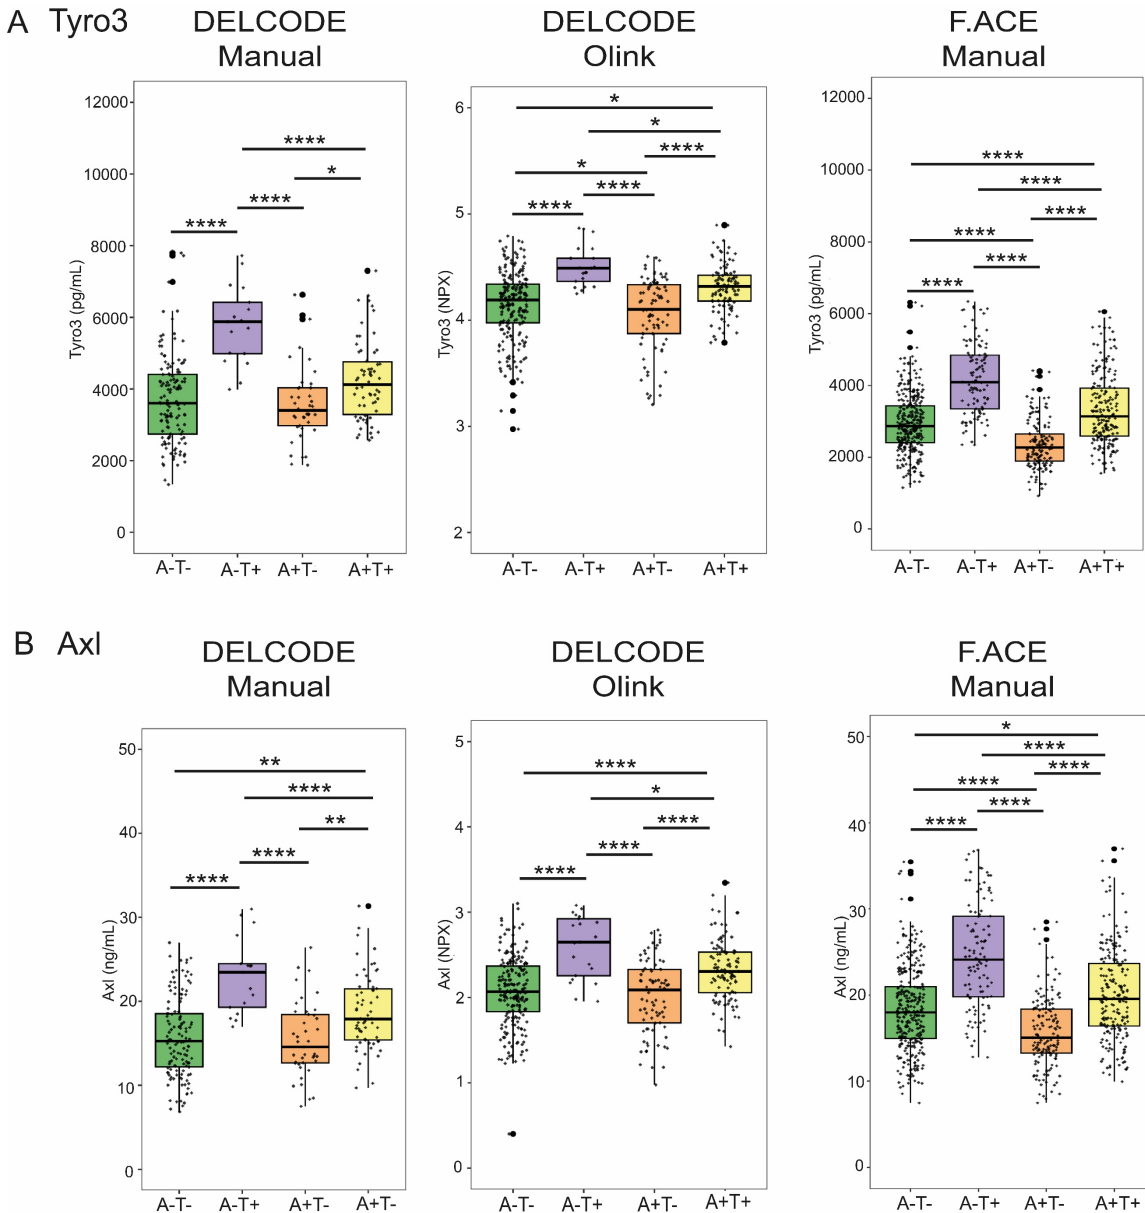 A Tyro3
DELCODE
Manual
DELCODE
Olink
F.ACE
Manual
Tyro3 (pg/mL)
12000
10000
8000
6000
4000
2000
0
****
*
****
****
A-T-
A-T+
A+T-
A+T+
Tyro3 (NPX)
6
5
4
3
2
*
*
****
*
****
****
A-T-
A-T+
A+T-
A+T+
Tyro3 (pg/mL)
12000
10000
8000
6000
4000
2000
0
****
****
****
****
****
****
A-T-
A-T+
A+T-
A+T+
B Axl
DELCODE
Manual
DELCODE
Olink
F.ACE
Manual
Axl (ng/mL)
50
40
30
20
10
0
**
****
**
****
****
A-T-
A-T+
A+T-
A+T-
Axl (NPX)
5
4
3
2
1
0
****
*
****
****
****
A-T-
A-T+
A+T-
A+T+
Axl (ng/mL)
50
40
30
20
10
0
*
****
****
****
****
****
A-T-
A-T+
A+T-
A+T+